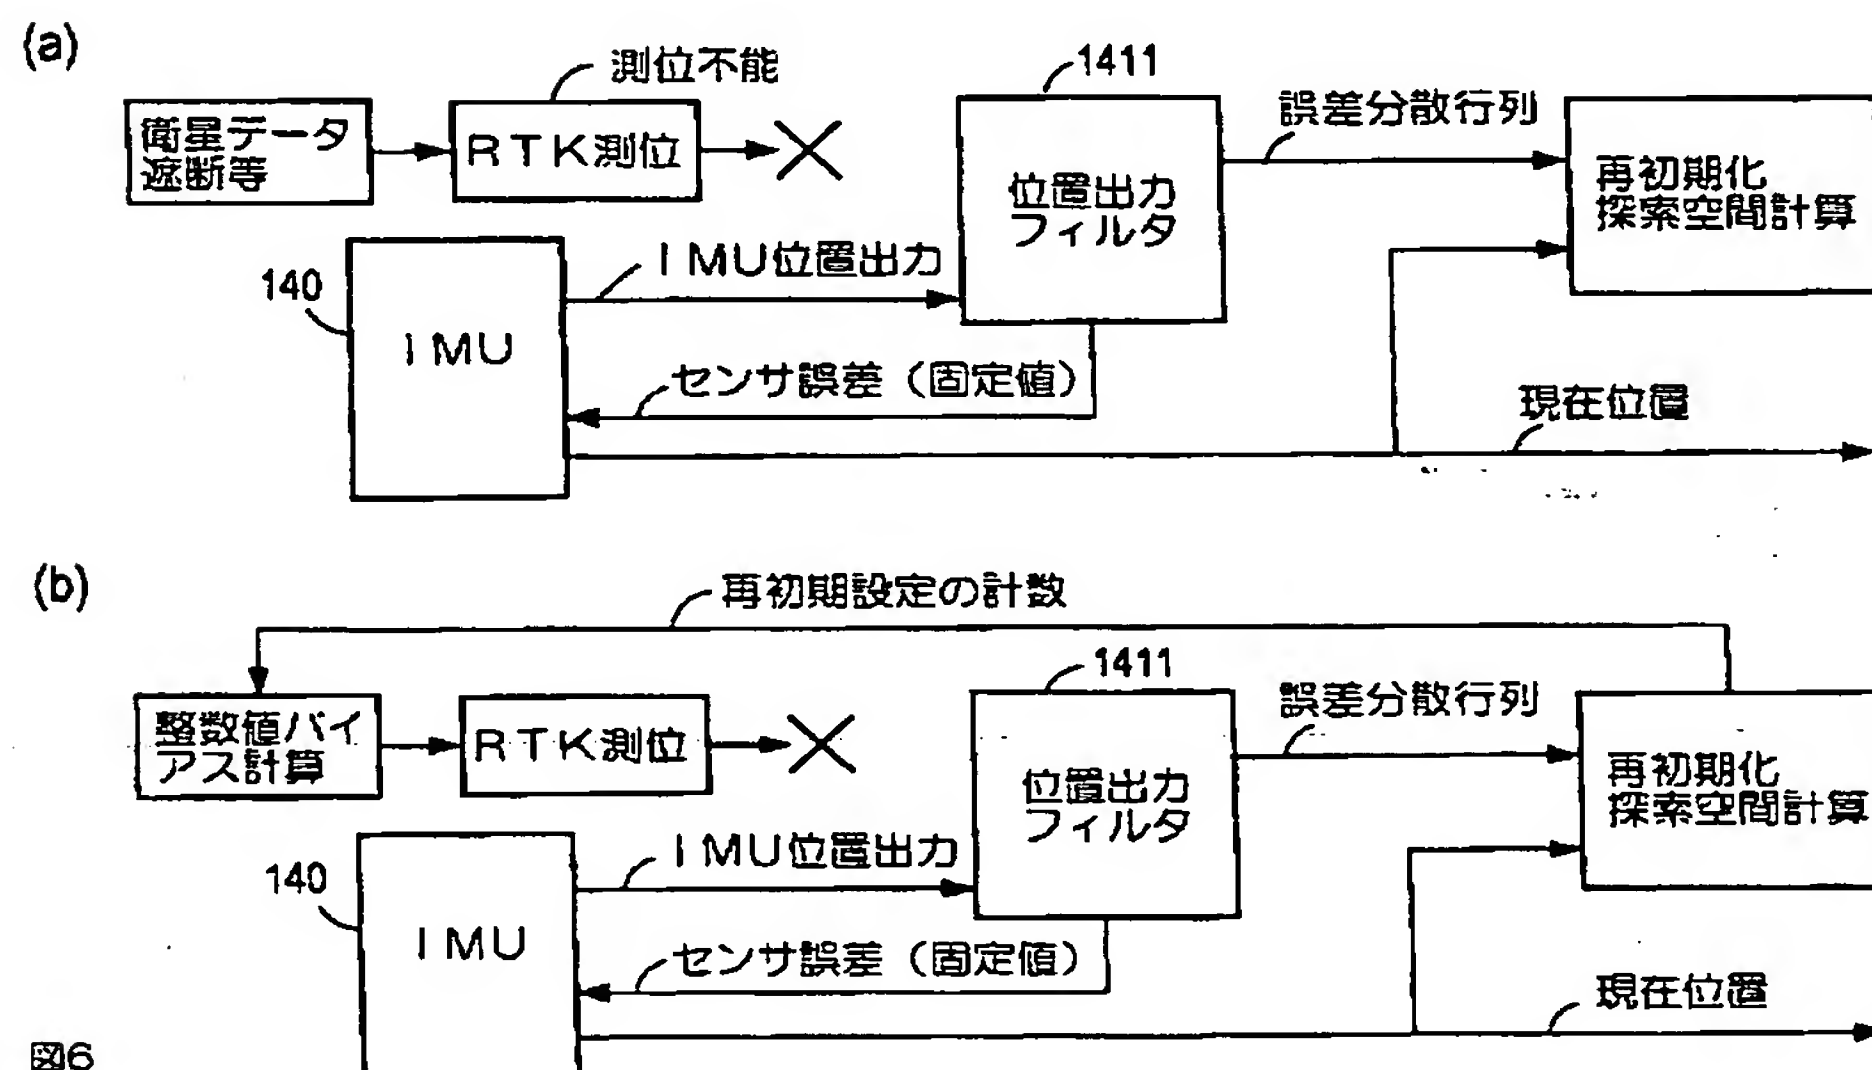 (a)
測位不能
1411
衛星データ
遮断等
RTK測位
誤差分散行列
再初期化
探索空間計算
位置出力
フィルタ
IMU位置出力
140
IMU
センサ誤差（固定値）
現在位置
(b)
再初期設定の計数
1411
整数値バイ
アス計算
RTK測位
誤差分散行列
再初期化
探索空間計算
位置出力
フィルタ
IMU位置出力
140
IMU
センサ誤差（固定値）
現在位置
図6